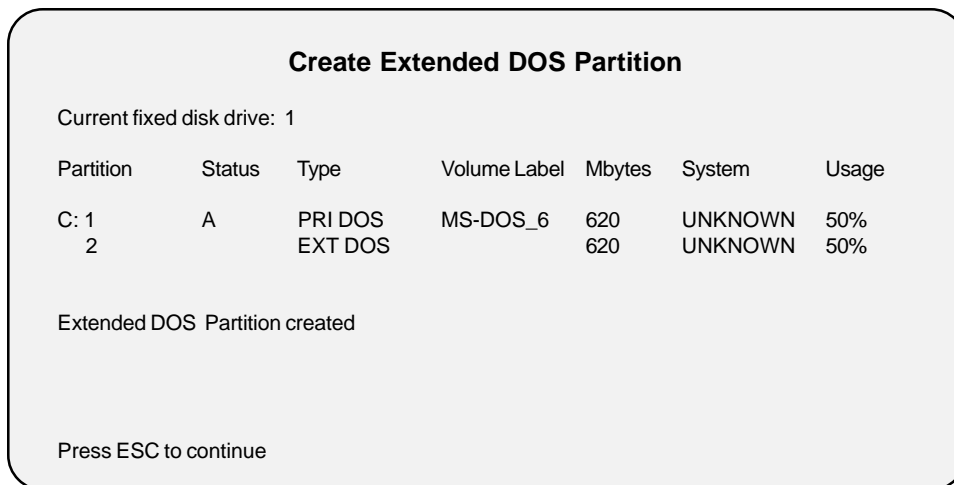 Create Extended DOS Partition
Current fixed disk drive: 1
Partition Status Type Volume Label Mbytes System Usage
C: 1 A PRI DOS MS-DOS_6 620 UNKNOWN 50%
2 EXT DOS 620 UNKNOWN 50%
Extended DOS Partition created
Press ESC to continue